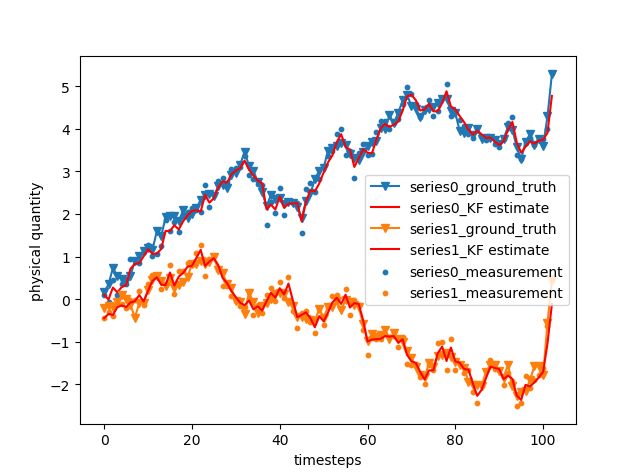 5
4
3
2
1
0
−1
−2
physical quantity
series0_ground_truth
series0_KF estimate
series1_ground_truth
series1_KF estimate
series0_measurement
series1_measurement
0 20 40 60 80 100
timesteps